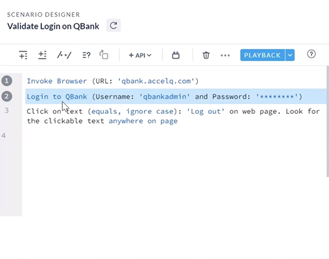 SCENARIO DESIGNER
Validate Login on QBank
+ API
PLAYBACK
1 Invoke Browser (URL: 'qbank.accelq.com')
2 Login to QBank (Username: 'qbankadmin' and Password: '********')
3 Click on text (equals, ignore case): 'Log out' on web page. Look for
the clickable text anywhere on page
4